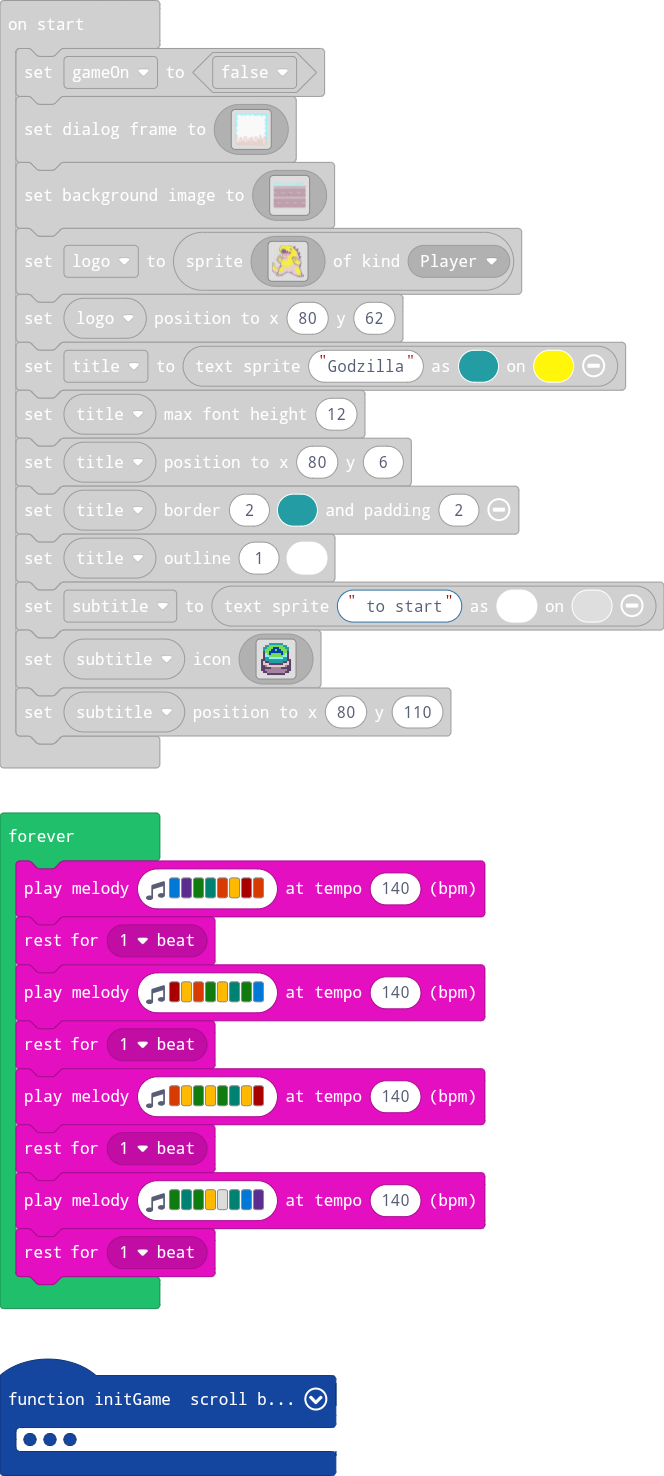 on start
set gameOn to false
set dialog frame to
set background image to
set logo to sprite of kind Player
set logo position to x 80 y 62
set title to text sprite "Godzilla" as on
set title max font height 12
set title position to x 80 y 6
set title border 2 and padding 2
set title outline 1
set subtitle to text sprite " to start" as on
set subtitle icon
set subtitle position to x 80 y 110
forever
play melody at tempo 140 (bpm)
rest for 1 beat
play melody at tempo 140 (bpm)
rest for 1 beat
play melody at tempo 140 (bpm)
rest for 1 beat
play melody at tempo 140 (bpm)
rest for 1 beat
function initGame scroll b...